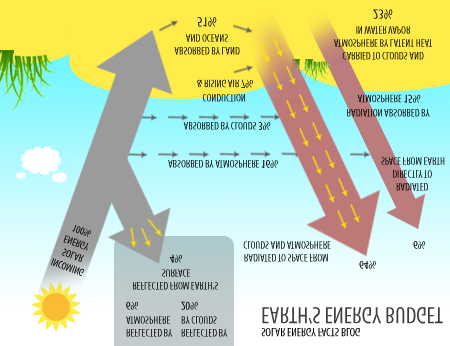 SOLAR ENERGY FACTS BLOG
EARTH'S ENERGY BUDGET
REFLECTED BY
ATMOSPHERE
6%
REFLECTED BY
BY CLOUDS
20%
REFLECTED FROM EARTH'S
SURFACE
4%
INCOMING
SOLAR
ENERGY
100%
RADIATED TO SPACE FROM
CLOUDS AND ATMOSPHERE
64%
6%
RADIATED
DIRECTLY TO
SPACE FROM EARTH
ABSORBED BY ATMOSPHERE 16%
ABSORBED BY CLOUDS 3%
CONDUCTION
& RISING AIR 7%
RADIATION ABSORBED BY
ATMOSPHERE 15%
ABSORBED BY LAND
AND OCEANS
51%
CARRIED TO CLOUDS AND
ATMOSPHERE BY LATENT HEAT
IN WATER VAPOR
23%